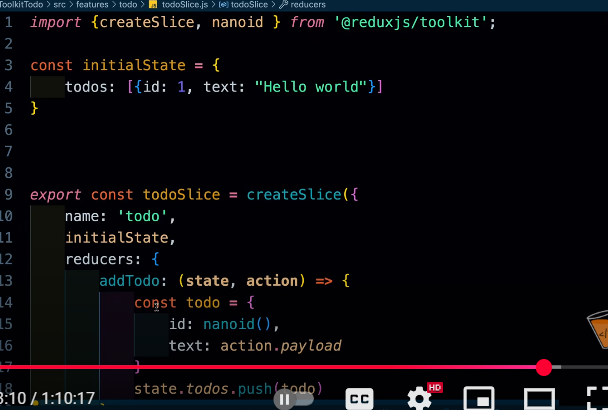 ToolkitTodo > src > features > todo > todoSlice.js > todoSlice > reducers
1 import {createSlice, nanoid } from '@reduxjs/toolkit';
2
3 const initialState = {
4 todos: [{id: 1, text: "Hello world"}]
5 }
6
7
8
9 export const todoSlice = createSlice({
10 name: 'todo',
11 initialState,
12 reducers: {
13 addTodo: (state, action) => {
14 const todo = {
15 id: nanoid(),
16 text: action.payload
17 }
18 state.todos.push(todo)
3:10 / 1:10:17
CC
HD